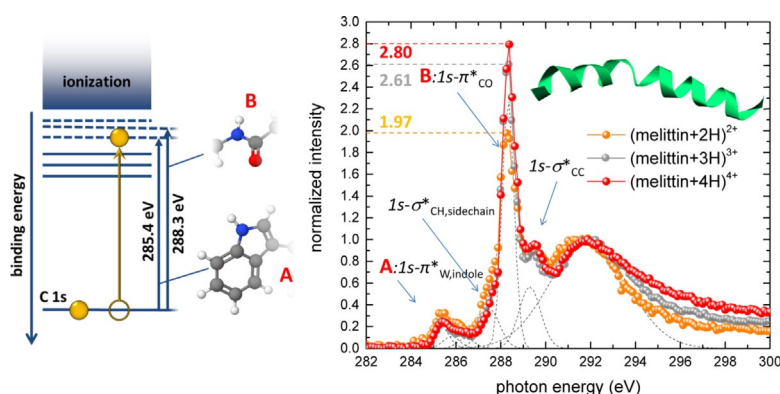 ionization
binding energy
C 1s
285.4 eV
288.3 eV
B
A
normalized intensity
3.0
2.8
2.6
2.4
2.2
2.0
1.8
1.6
1.4
1.2
1.0
0.8
0.6
0.4
0.2
0.0
2.80
2.61
1.97
B:1s-π*CO
1s-σ*CC
1s-σ*CH,sidechain
A:1s-π*W,indole
(melittin+2H)2+
(melittin+3H)3+
(melittin+4H)4+
282 284 286 288 290 292 294 296 298 300
photon energy (eV)